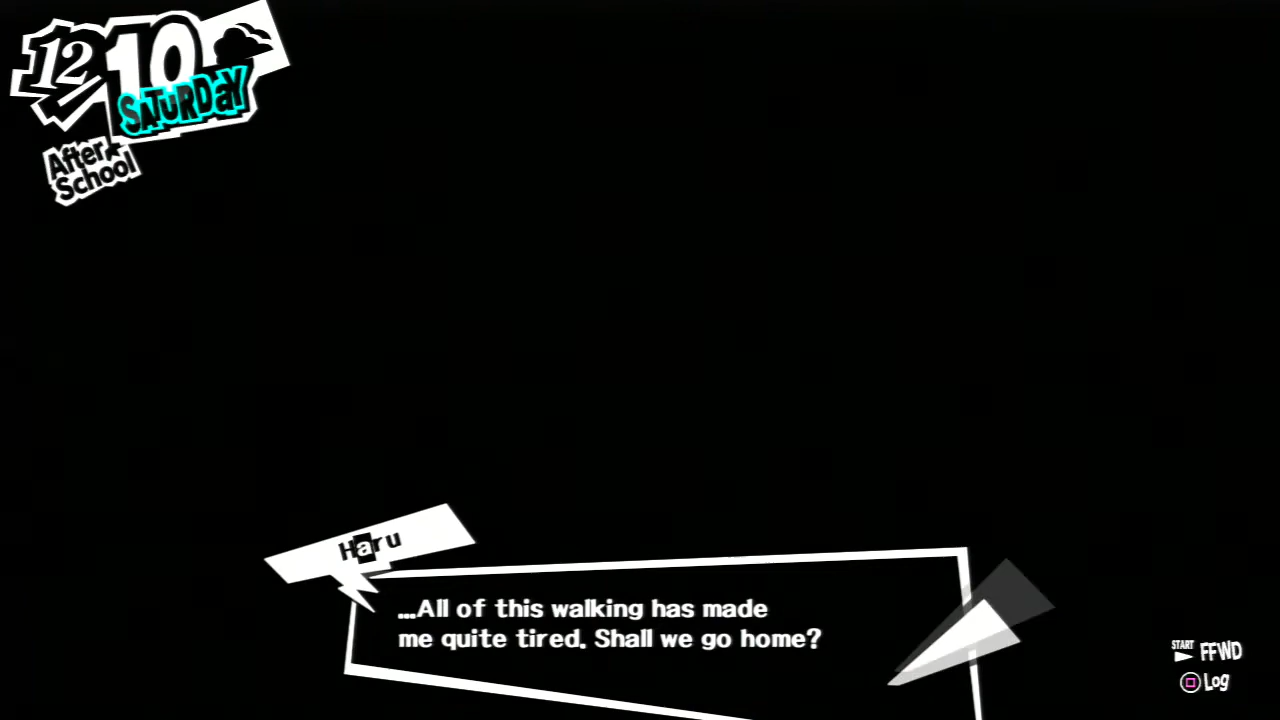 12 10
SATURDaY
After
School
Haru
...All of this walking has made
me quite tired. Shall we go home?
START
FFWD
Log